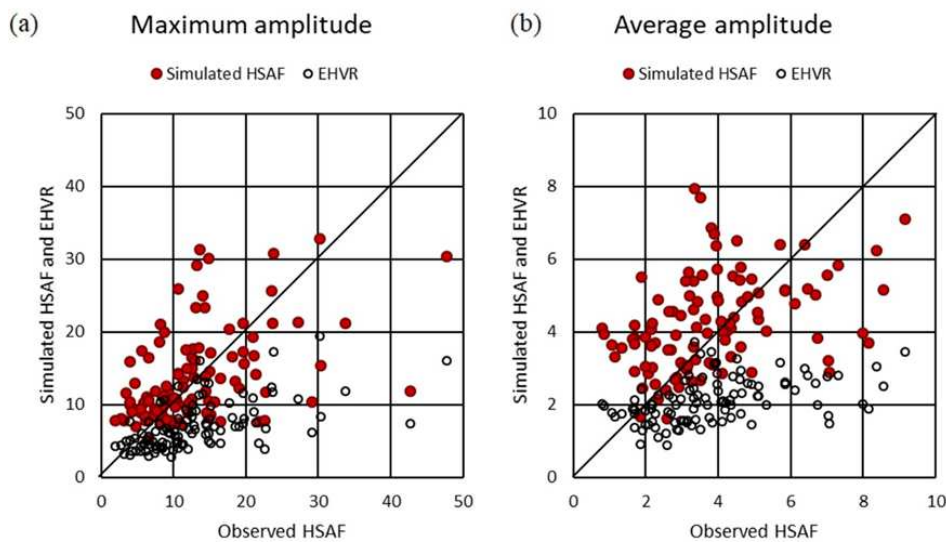 (a) Maximum amplitude
Simulated HSAF EHVR
50
40
30
20
10
0
0 10 20 30 40 50
Simulated HSAF and EHVR
Observed HSAF
(b) Average amplitude
Simulated HSAF EHVR
10
8
6
4
2
0
0 2 4 6 8 10
Simulated HSAF and EHVR
Observed HSAF